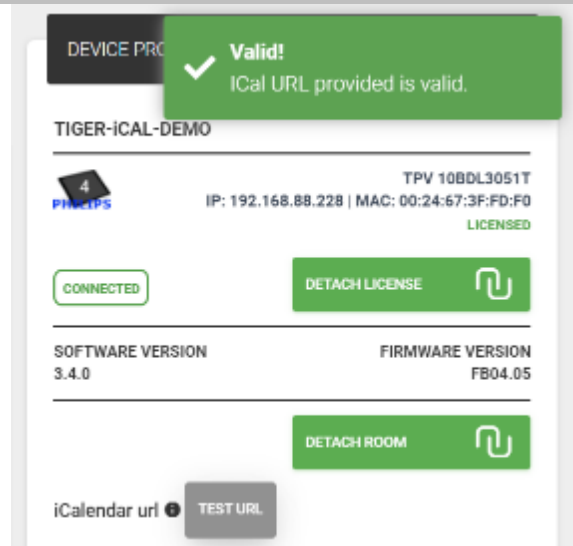 DEVICE PRO
Valid!
ICal URL provided is valid.
TIGER-iCAL-DEMO
4
PHILIPS
TPV 10BDL3051T
IP: 192.168.88.228 | MAC: 00:24:67:3F:FD:F0
LICENSED
CONNECTED
DETACH LICENSE
SOFTWARE VERSION
3.4.0
FIRMWARE VERSION
FB04.05
DETACH ROOM
iCalendar url
TEST URL